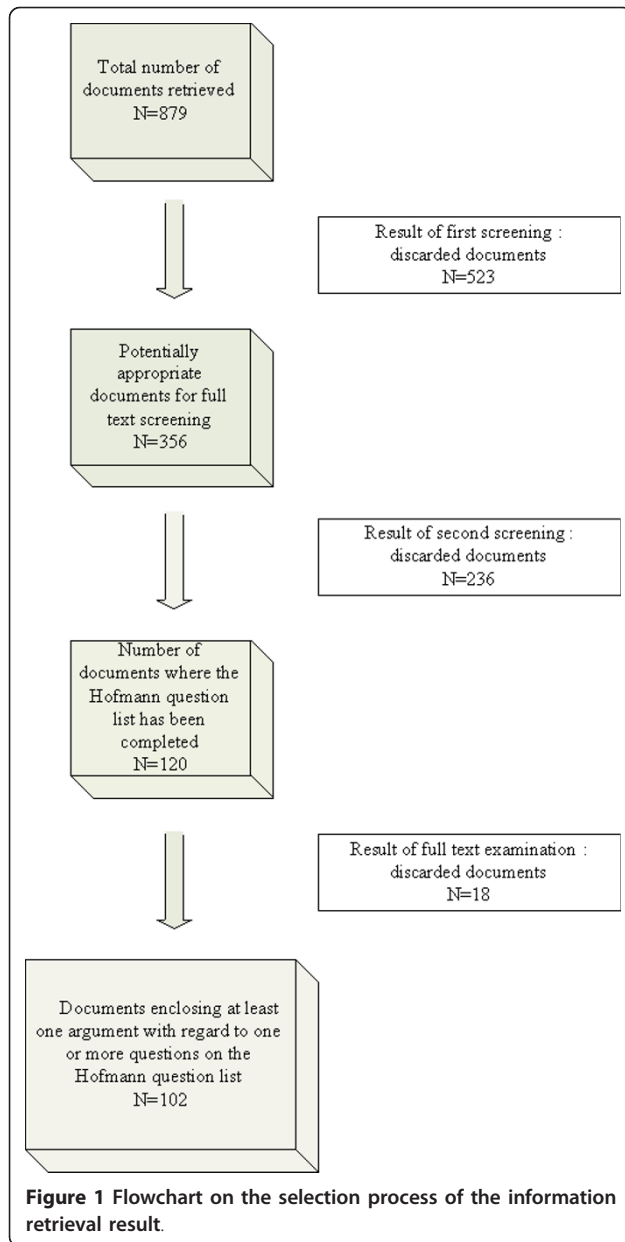 Total number of
documents retrieved
N=879
Result of first screening :
discarded documents
N=523
Potentially
appropriate
documents for full
text screening
N=356
Result of second screening :
discarded documents
N=236
Number of
documents where the
Hofmann question
list has been
completed
N=120
Result of full text examination :
discarded documents
N=18
Documents enclosing at least
one argument with regard to one
or more questions on the
Hofmann question list
N=102
Figure 1 Flowchart on the selection process of the information
retrieval result.